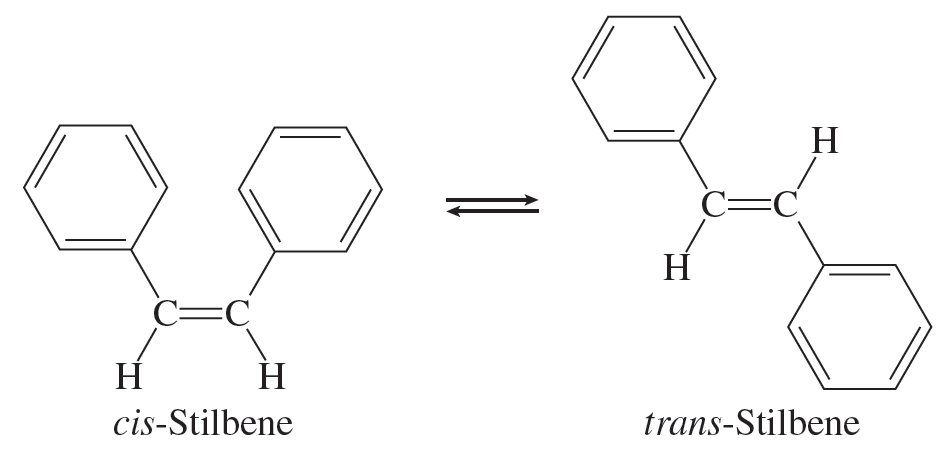 H
C=C
H
C=C
H H
cis-Stilbene trans-Stilbene